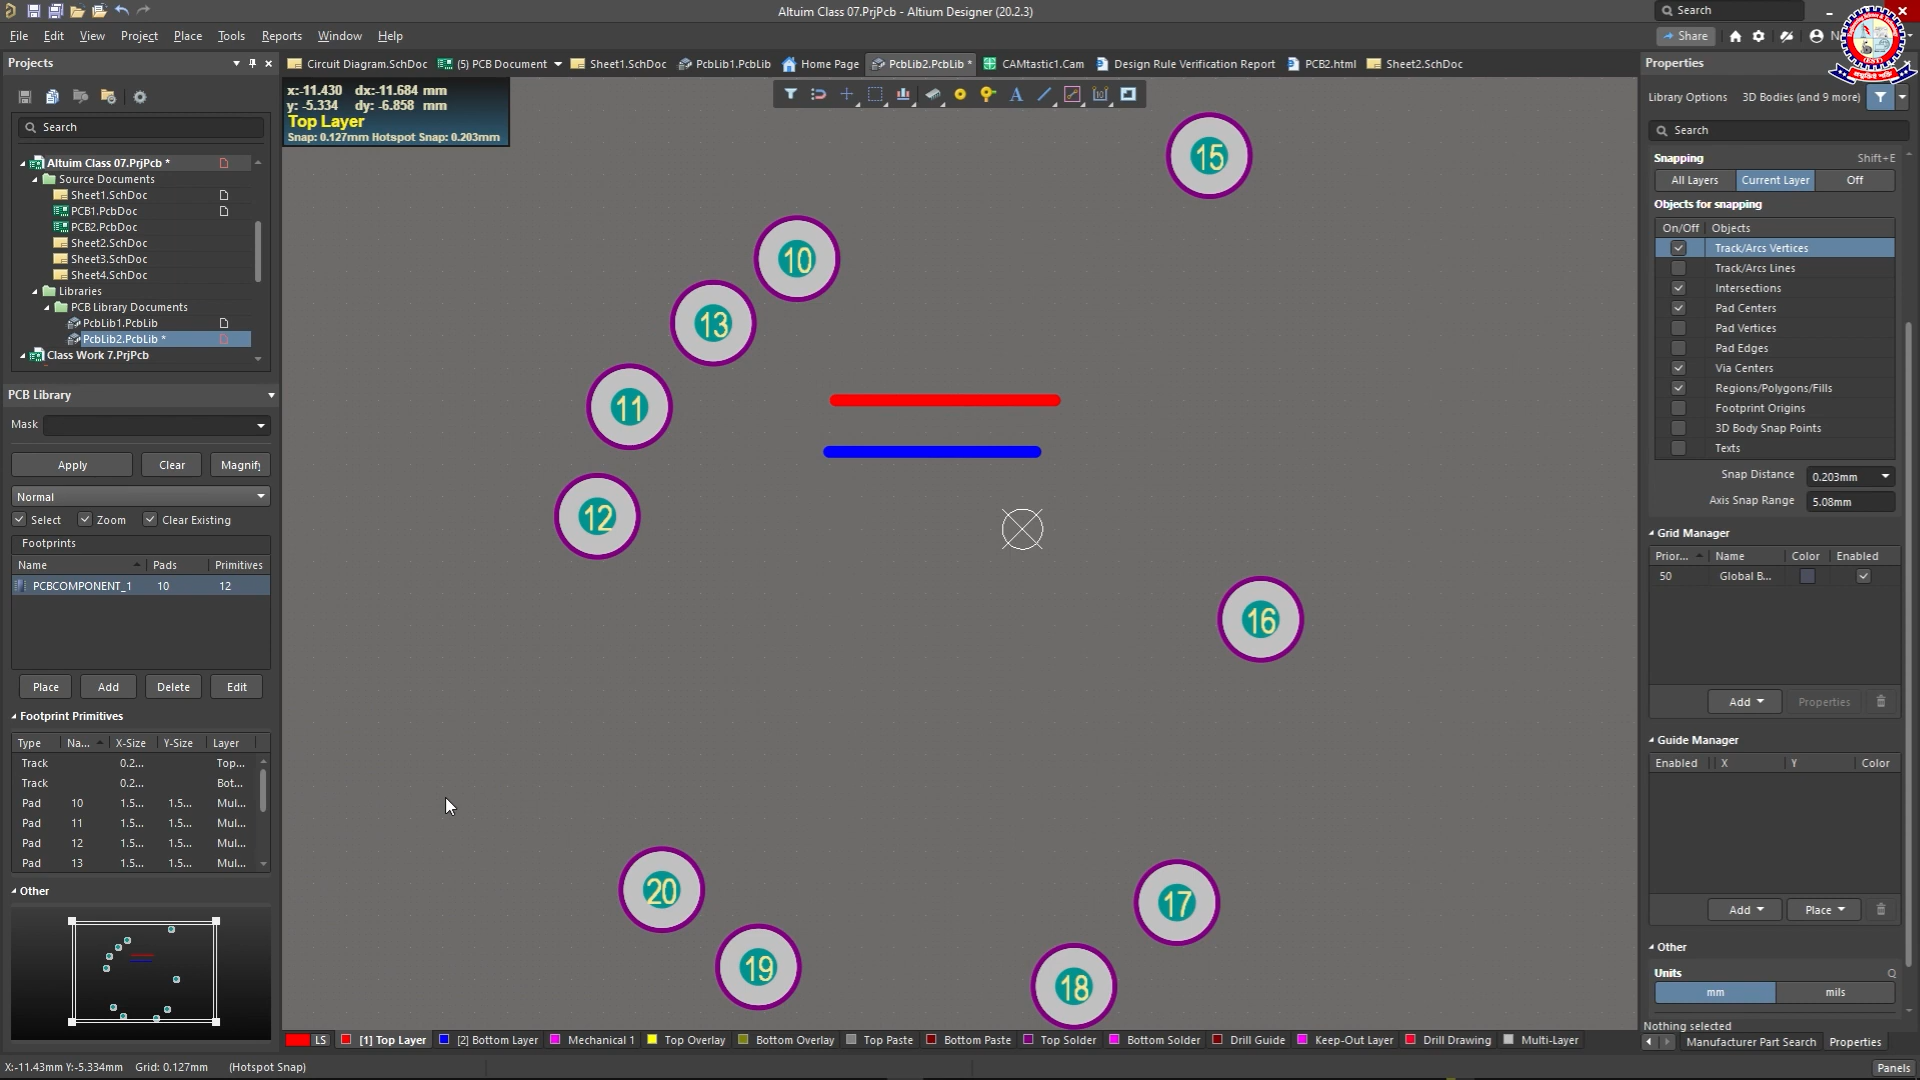 Altuim Class 07.PrjPcb - Altium Designer (20.2.3)
Search
File Edit View Project Place Tools Reports Window Help
Share
Projects
Circuit Diagram.SchDoc (5) PCB Document Sheet1.SchDoc PcbLib1.PcbLib Home Page PcbLib2.PcbLib * CAMtastic1.Cam Design Rule Verification Report PCB2.html Sheet2.SchDoc
Properties
x:-11.430 dx:-11.684 mm
y: -5.334 dy: -6.858 mm
Top Layer
Snap: 0.127mm Hotspot Snap: 0.203mm
Search
Altuim Class 07.PrjPcb *
Source Documents
Sheet1.SchDoc
PCB1.PcbDoc
PCB2.PcbDoc
Sheet2.SchDoc
Sheet3.SchDoc
Sheet4.SchDoc
Libraries
PCB Library Documents
PcbLib1.PcbLib
PcbLib2.PcbLib *
Class Work 7.PrjPcb
PCB Library
Mask
Apply Clear Magnify
Normal
Select Zoom Clear Existing
Footprints
Name Pads Primitives
PCBCOMPONENT_1 10 12
Place Add Delete Edit
Footprint Primitives
Type Na... X-Size Y-Size Layer
Track 0.2... Top...
Track 0.2... Bot...
Pad 10 1.5... 1.5... Mul...
Pad 11 1.5... 1.5... Mul...
Pad 12 1.5... 1.5... Mul...
Pad 13 1.5... 1.5... Mul...
Other
15
10
13
11
12
16
20
17
19
18
Library Options 3D Bodies (and 9 more)
Search
Snapping Shift+E
All Layers Current Layer Off
Objects for snapping
On/Off Objects
Track/Arcs Vertices
Track/Arcs Lines
Intersections
Pad Centers
Pad Vertices
Pad Edges
Via Centers
Regions/Polygons/Fills
Footprint Origins
3D Body Snap Points
Texts
Snap Distance 0.203mm
Axis Snap Range 5.08mm
Grid Manager
Prior... Name Color Enabled
50 Global B...
Add Properties
Guide Manager
Enabled X Y Color
Add Place
Other
Units Q
mm mils
Nothing selected
Manufacturer Part Search Properties
LS [1] Top Layer [2] Bottom Layer Mechanical 1 Top Overlay Bottom Overlay Top Paste Bottom Paste Top Solder Bottom Solder Drill Guide Keep-Out Layer Drill Drawing Multi-Layer
X:-11.43mm Y:-5.334mm Grid: 0.127mm (Hotspot Snap)
Panels